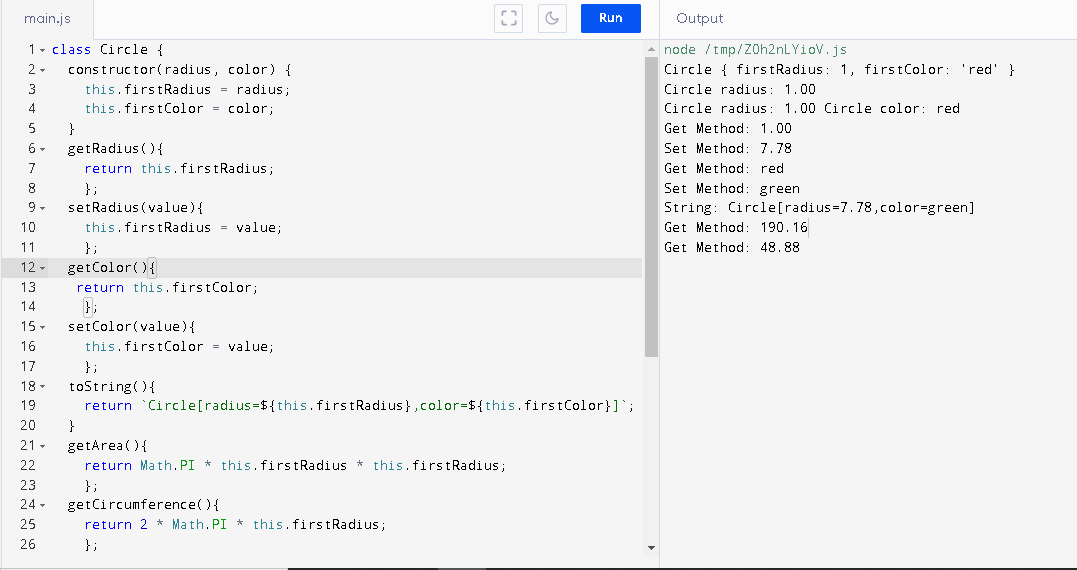 main.js
Run
Output
1 class Circle {
2 constructor(radius, color) {
3 this.firstRadius = radius;
4 this.firstColor = color;
5 }
6 getRadius(){
7 return this.firstRadius;
8 };
9 setRadius(value){
10 this.firstRadius = value;
11 };
12 getColor(){
13 return this.firstColor;
14 };
15 setColor(value){
16 this.firstColor = value;
17 };
18 toString(){
19 return `Circle[radius=${this.firstRadius},color=${this.firstColor}]`;
20 }
21 getArea(){
22 return Math.PI * this.firstRadius * this.firstRadius;
23 };
24 getCircumference(){
25 return 2 * Math.PI * this.firstRadius;
26 };
node /tmp/ZOh2nLYioV.js
Circle { firstRadius: 1, firstColor: 'red' }
Circle radius: 1.00
Circle radius: 1.00 Circle color: red
Get Method: 1.00
Set Method: 7.78
Get Method: red
Set Method: green
String: Circle[radius=7.78,color=green]
Get Method: 190.16
Get Method: 48.88